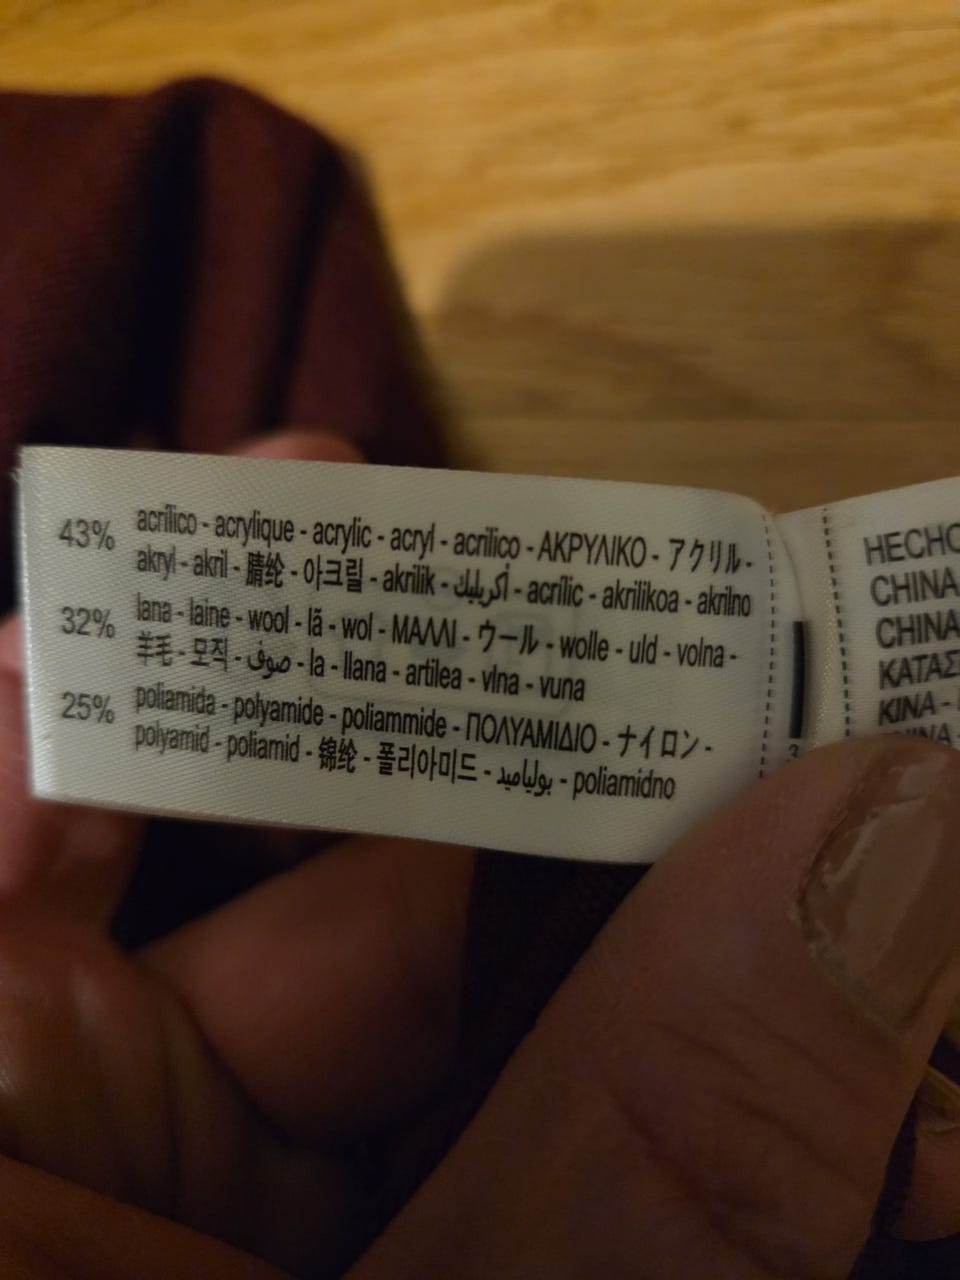 43% acrílico - acrylique - acrylic - acryl - acrilico - ΑΚΡΥΛΙΚΟ - アクリル -
akryl - akril - 腈纶 - 아크릴 - akrilik - أكريليك - acrílic - akrilikoa - akrilno
32% lana - laine - wool - lã - wol - ΜΑΛΛΙ - ウール - wolle - uld - volna -
羊毛 - 모직 - صوف - la - llana - artilea - vlna - vuna
25% poliamida - polyamide - poliammide - ΠΟΛΥΑΜΙΔΙΟ - ナイロン -
polyamid - poliamid - 锦纶 - 폴리아미드 - بولياميد - poliamidno
3
HECHO
CHINA
CHINA
ΚΑΤΑΣ
KINA -